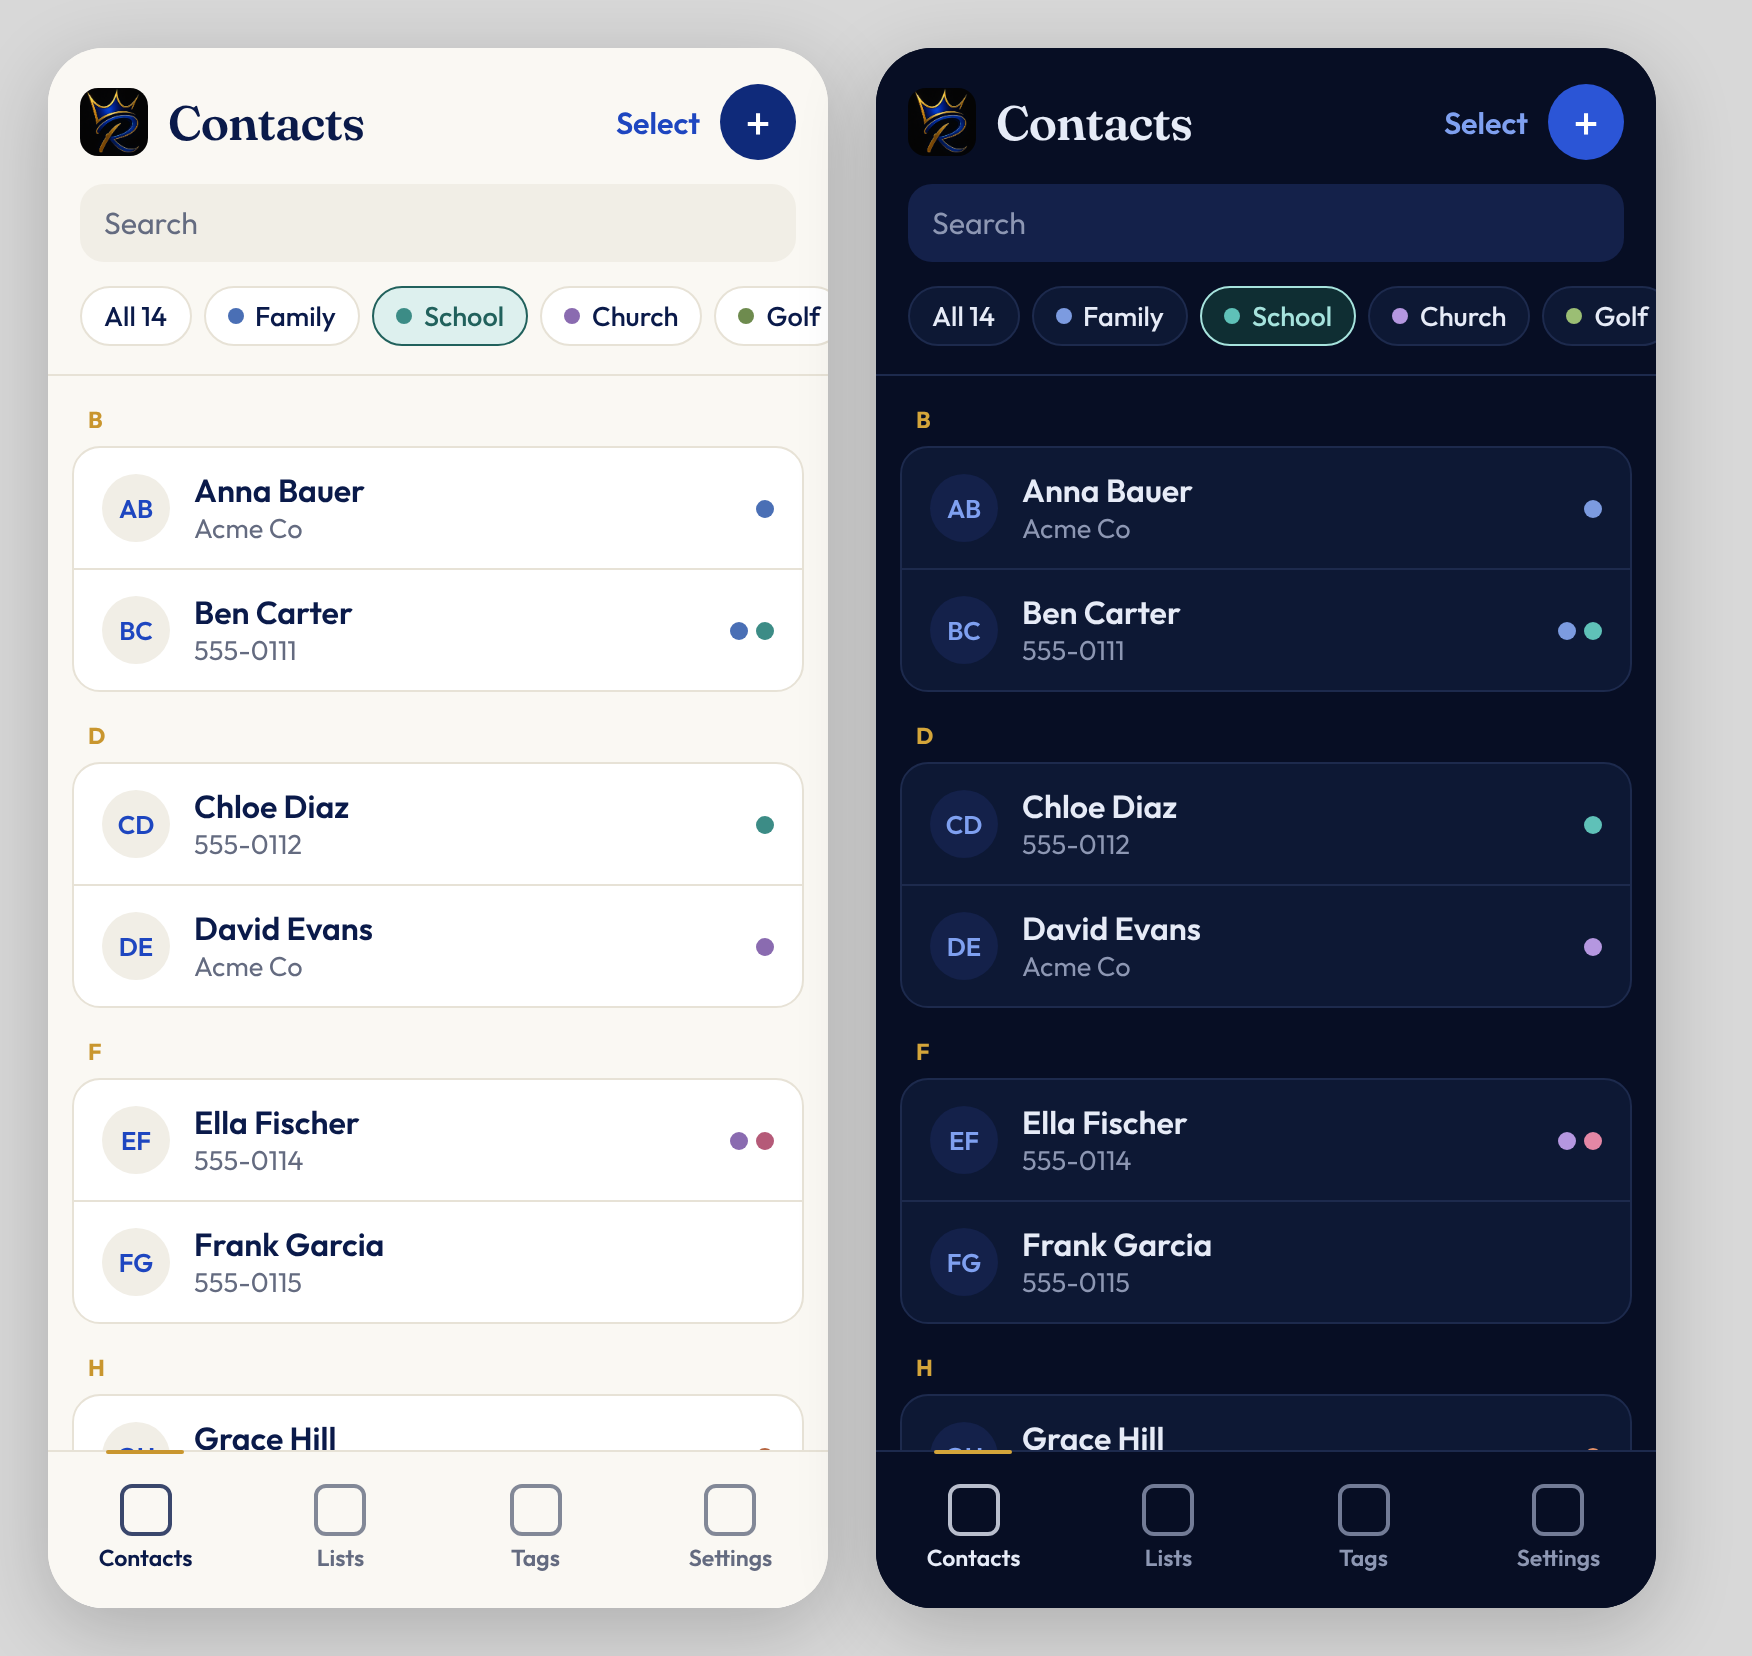 Contacts
Select
+
Search
All 14
Family
School
Church
Golf
B
AB
Anna Bauer
Acme Co
BC
Ben Carter
555-0111
D
CD
Chloe Diaz
555-0112
DE
David Evans
Acme Co
F
EF
Ella Fischer
555-0114
FG
Frank Garcia
555-0115
H
Grace Hill
Contacts
Lists
Tags
Settings
Contacts
Select
+
Search
All 14
Family
School
Church
Golf
B
AB
Anna Bauer
Acme Co
BC
Ben Carter
555-0111
D
CD
Chloe Diaz
555-0112
DE
David Evans
Acme Co
F
EF
Ella Fischer
555-0114
FG
Frank Garcia
555-0115
H
Grace Hill
Contacts
Lists
Tags
Settings